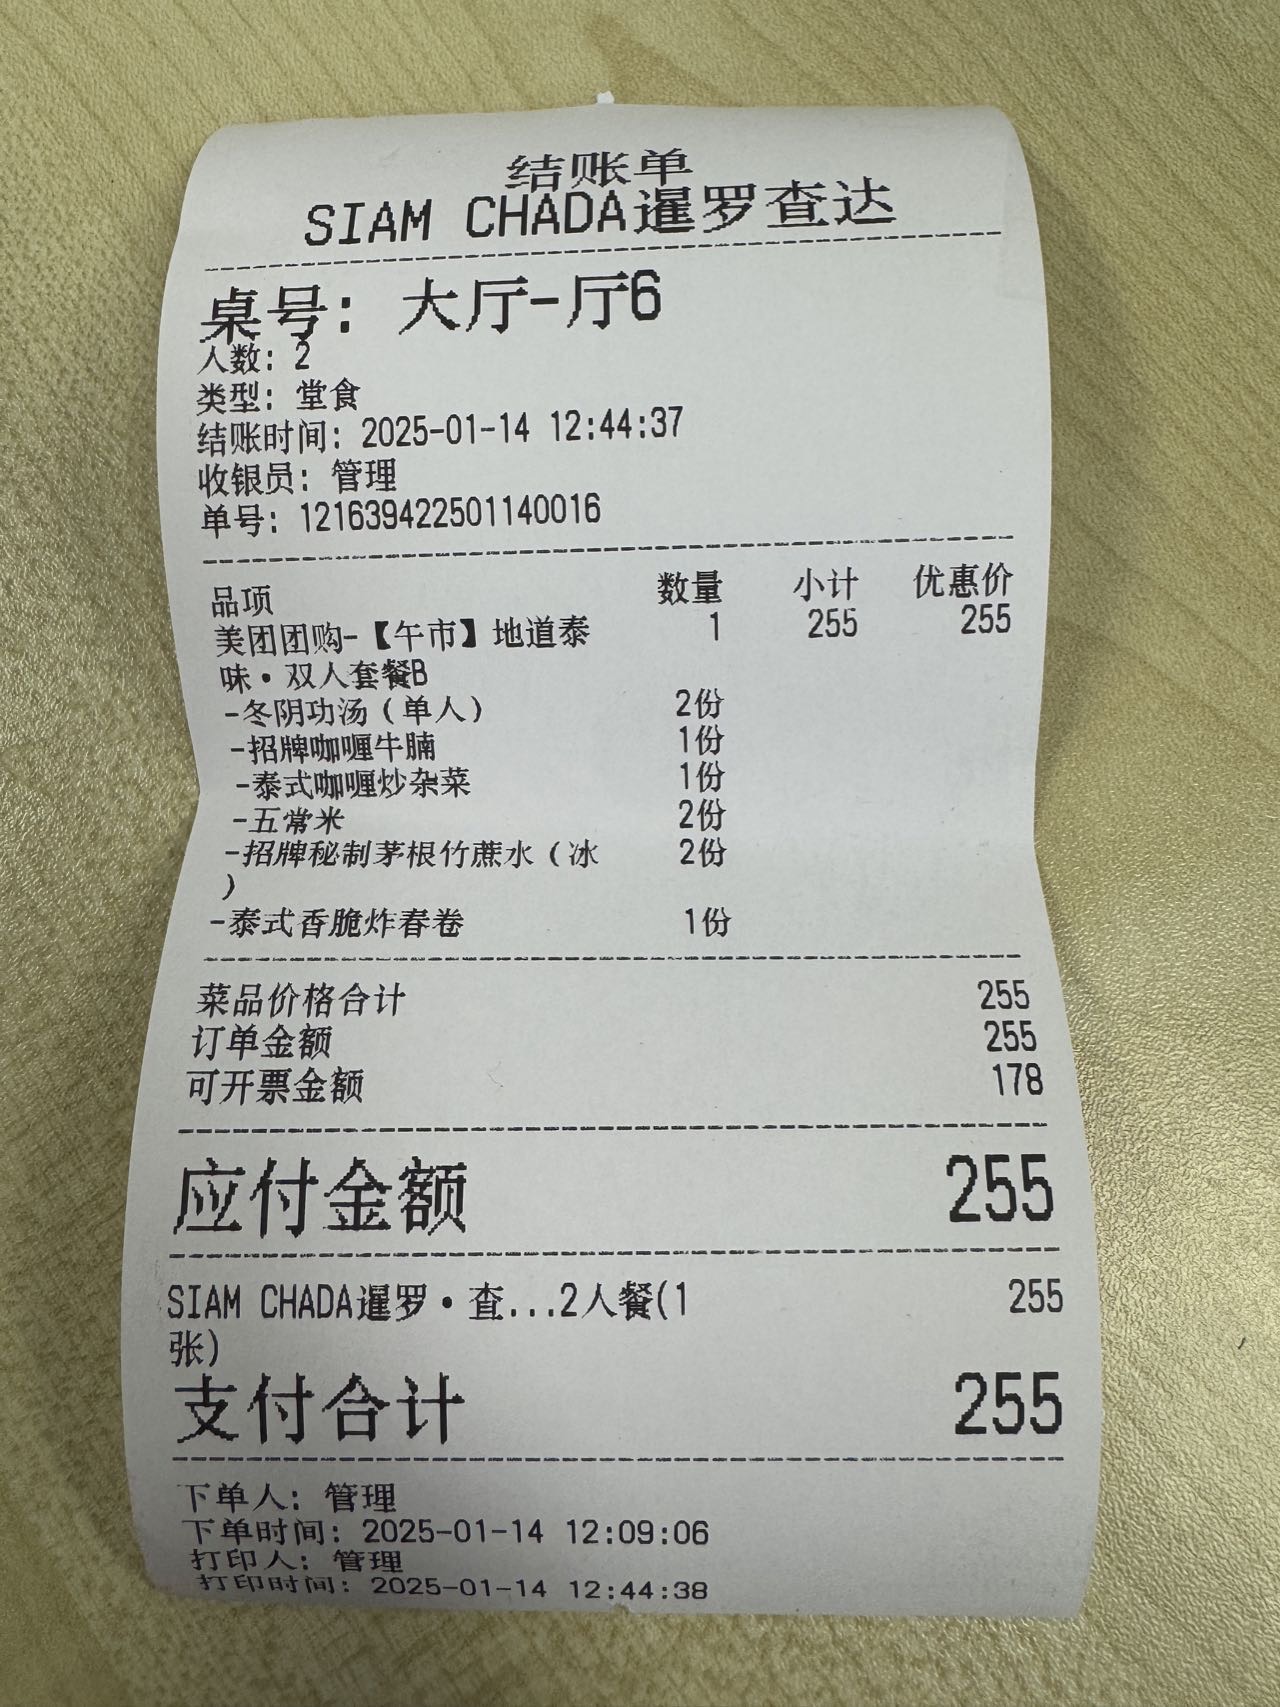 结账单
SIAM CHADA暹罗查达
桌号: 大厅-厅6
人数: 2
类型: 堂食
结账时间: 2025-01-14 12:44:37
收银员: 管理
单号: 121639422501140016
品项 数量 小计 优惠价
美团团购-【午市】地道泰 1 255 255
味·双人套餐B
-冬阴功汤(单人) 2份
-招牌咖喱牛腩 1份
-泰式咖喱炒杂菜 1份
-五常米 2份
-招牌秘制茅根竹蔗水(冰 2份
)
-泰式香脆炸春卷 1份
菜品价格合计 255
订单金额 255
可开票金额 178
应付金额 255
SIAM CHADA暹罗·查...2人餐(1 255
张)
支付合计 255
下单人: 管理
下单时间: 2025-01-14 12:09:06
打印人: 管理
打印时间: 2025-01-14 12:44:38